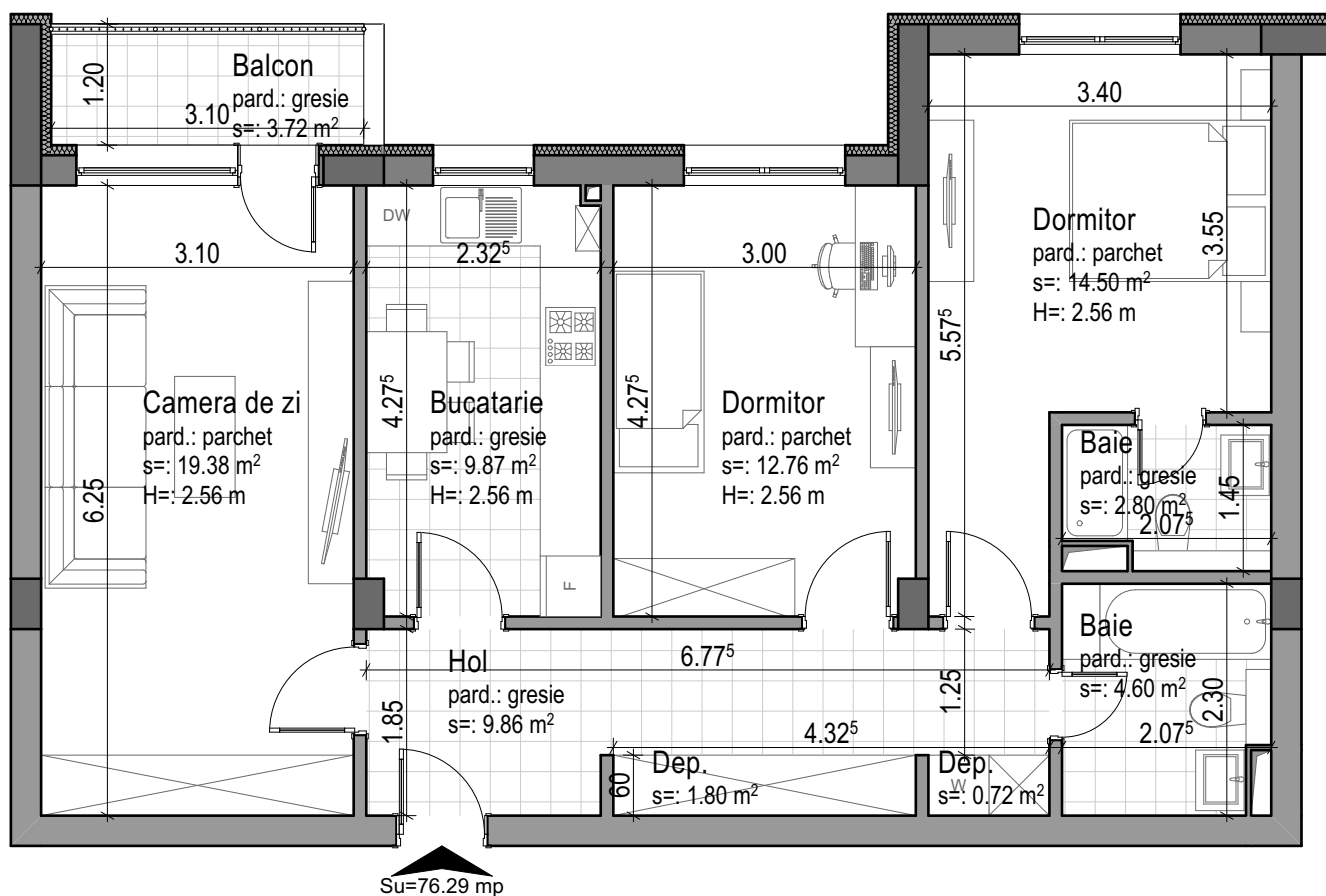 Balcon
pard.: gresie
s=: 3.72 m²
1.20
3.10
3.40
Dormitor
pard.: parchet
s=: 14.50 m²
H=: 2.56 m
3.55
5.57⁵
DW
3.10
2.32⁵
3.00
Camera de zi
pard.: parchet
s=: 19.38 m²
H=: 2.56 m
6.25
4.27⁵
Bucatarie
pard.: gresie
s=: 9.87 m²
H=: 2.56 m
4.27⁵
Dormitor
pard.: parchet
s=: 12.76 m²
H=: 2.56 m
Baie
pard.: gresie
s=: 2.80 m²
2.07⁵
1.45
F
Baie
pard.: gresie
s=: 4.60 m²
2.30
2.07⁵
Hol
pard.: gresie
s=: 9.86 m²
6.77⁵
1.85
1.25
4.32⁵
60
Dep.
s=: 1.80 m²
Dep.
W
s=: 0.72 m²
Su=76.29 mp